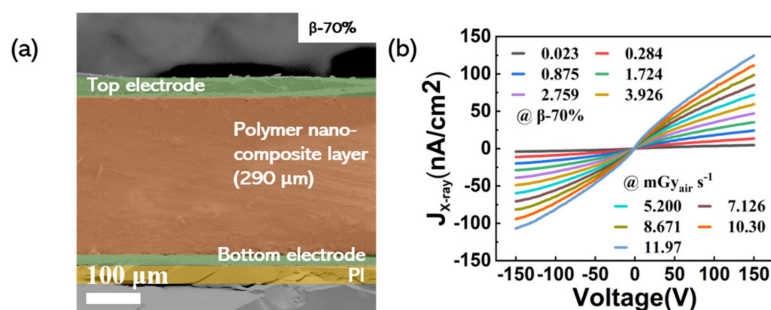 (a)
β-70%
Top electrode
Polymer nano-
composite layer
(290 µm)
Bottom electrode
PI
100 µm
(b)
J X-ray (nA/cm2)
150
100
50
0
-50
-100
-150
0.023 0.284
0.875 1.724
2.759 3.926
@ β-70%
@ mGyair s-1
5.200 7.126
8.671 10.30
11.97
-150 -100 -50 0 50 100 150
Voltage(V)